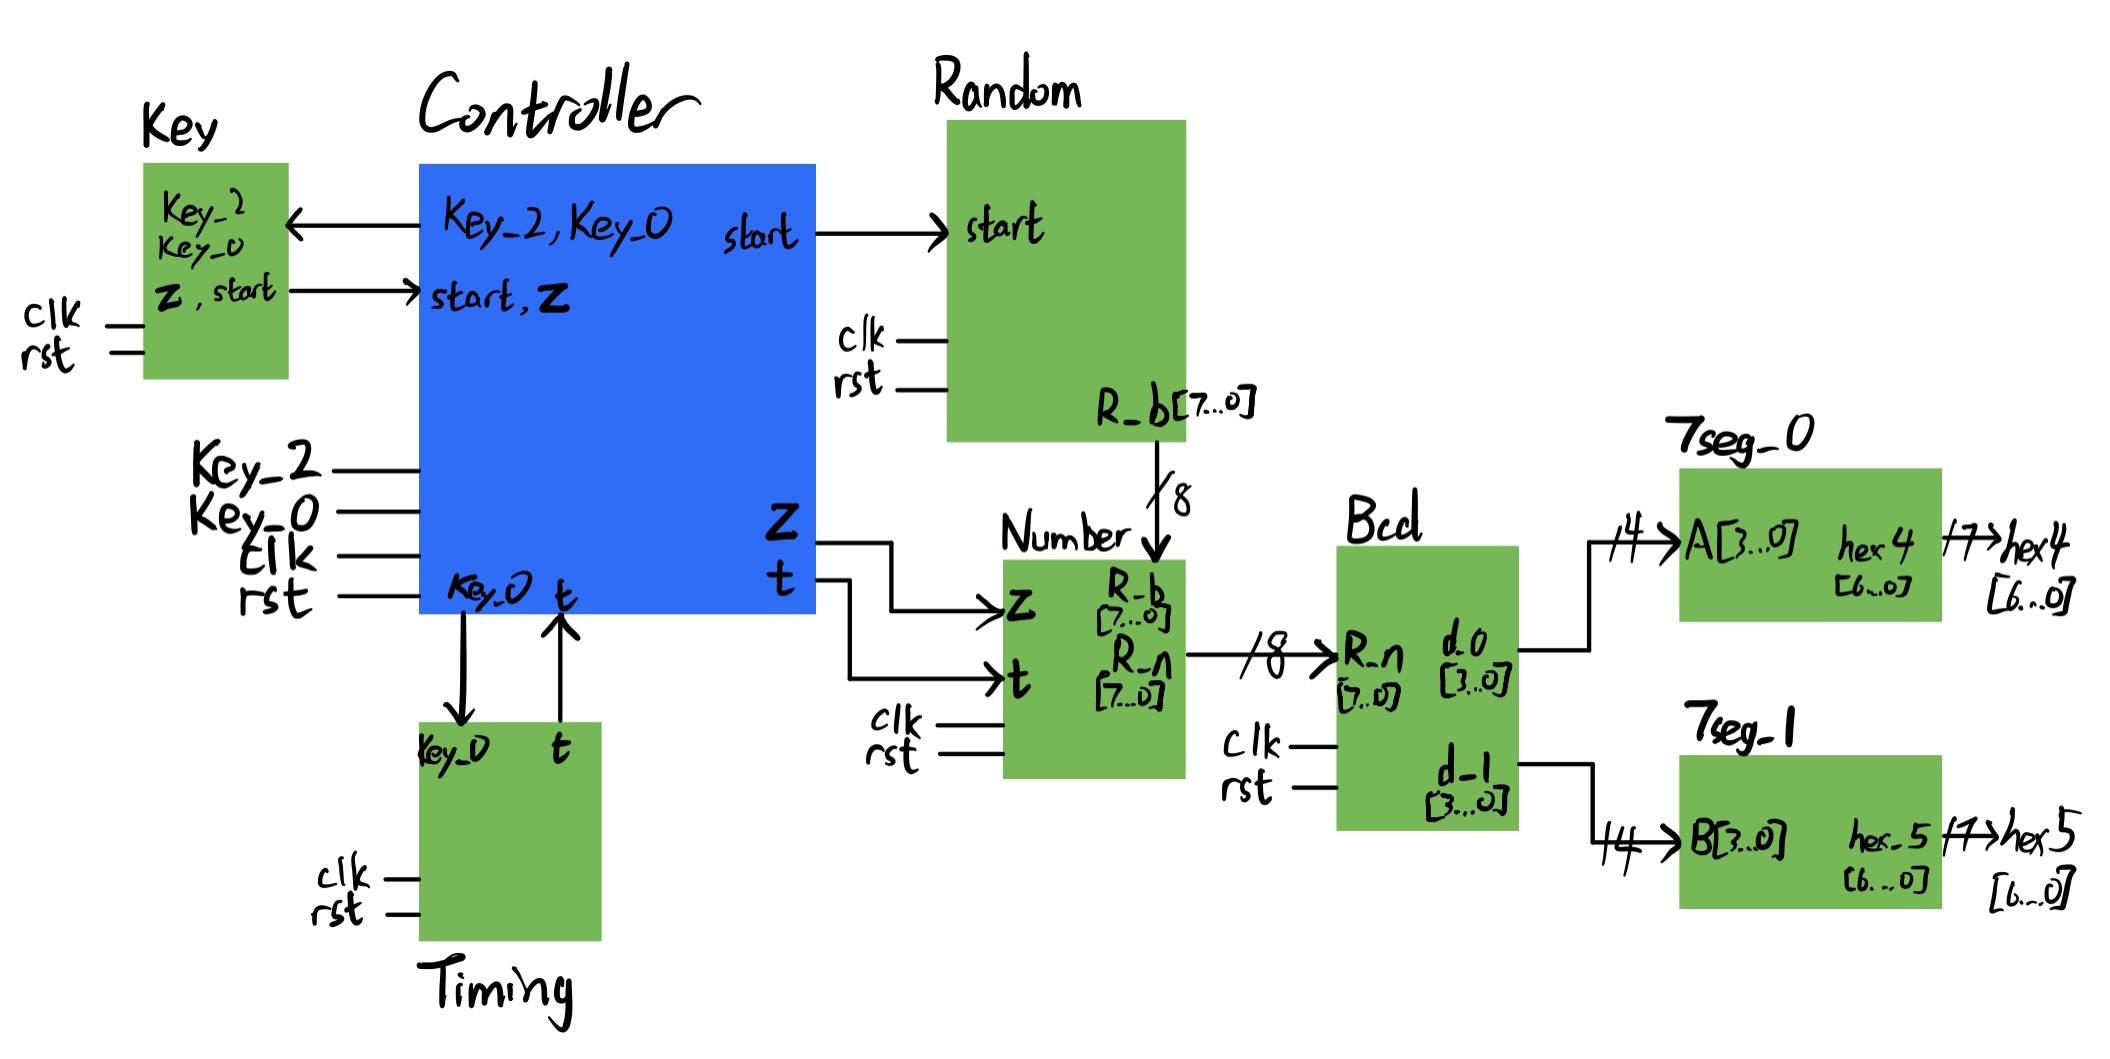 Key
Key_2
Key_0
z, start
clk
rst
Controller
Key_2, Key_0
start
start, z
Key_2
Key_0
clk
rst
Key_0
t
z
t
Key_0
t
clk
rst
Timing
Random
start
clk
rst
R_b[7...0]
8
Number
z
R_b
[7...0]
t
R_n
[7...0]
clk
rst
8
Bcd
R_n
[7...0]
d_0
[3...0]
clk
rst
d_1
[3...0]
4
7seg_0
A[3...0]
hex4
[6...0]
7
hex4
[6...0]
4
7seg_1
B[3...0]
hex_5
[6...0]
7
hex5
[6...0]